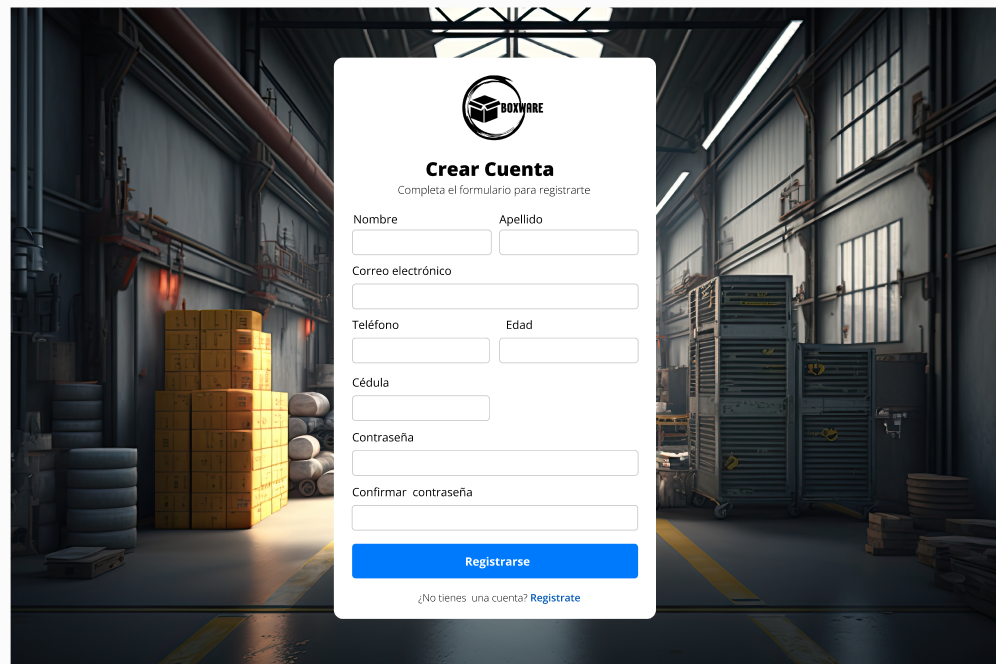 BOXWARE
Crear Cuenta
Completa el formulario para registrarte
Nombre Apellido
Correo electrónico
Teléfono Edad
Cédula
Contraseña
Confirmar contraseña
Registrarse
¿No tienes una cuenta? Registrate